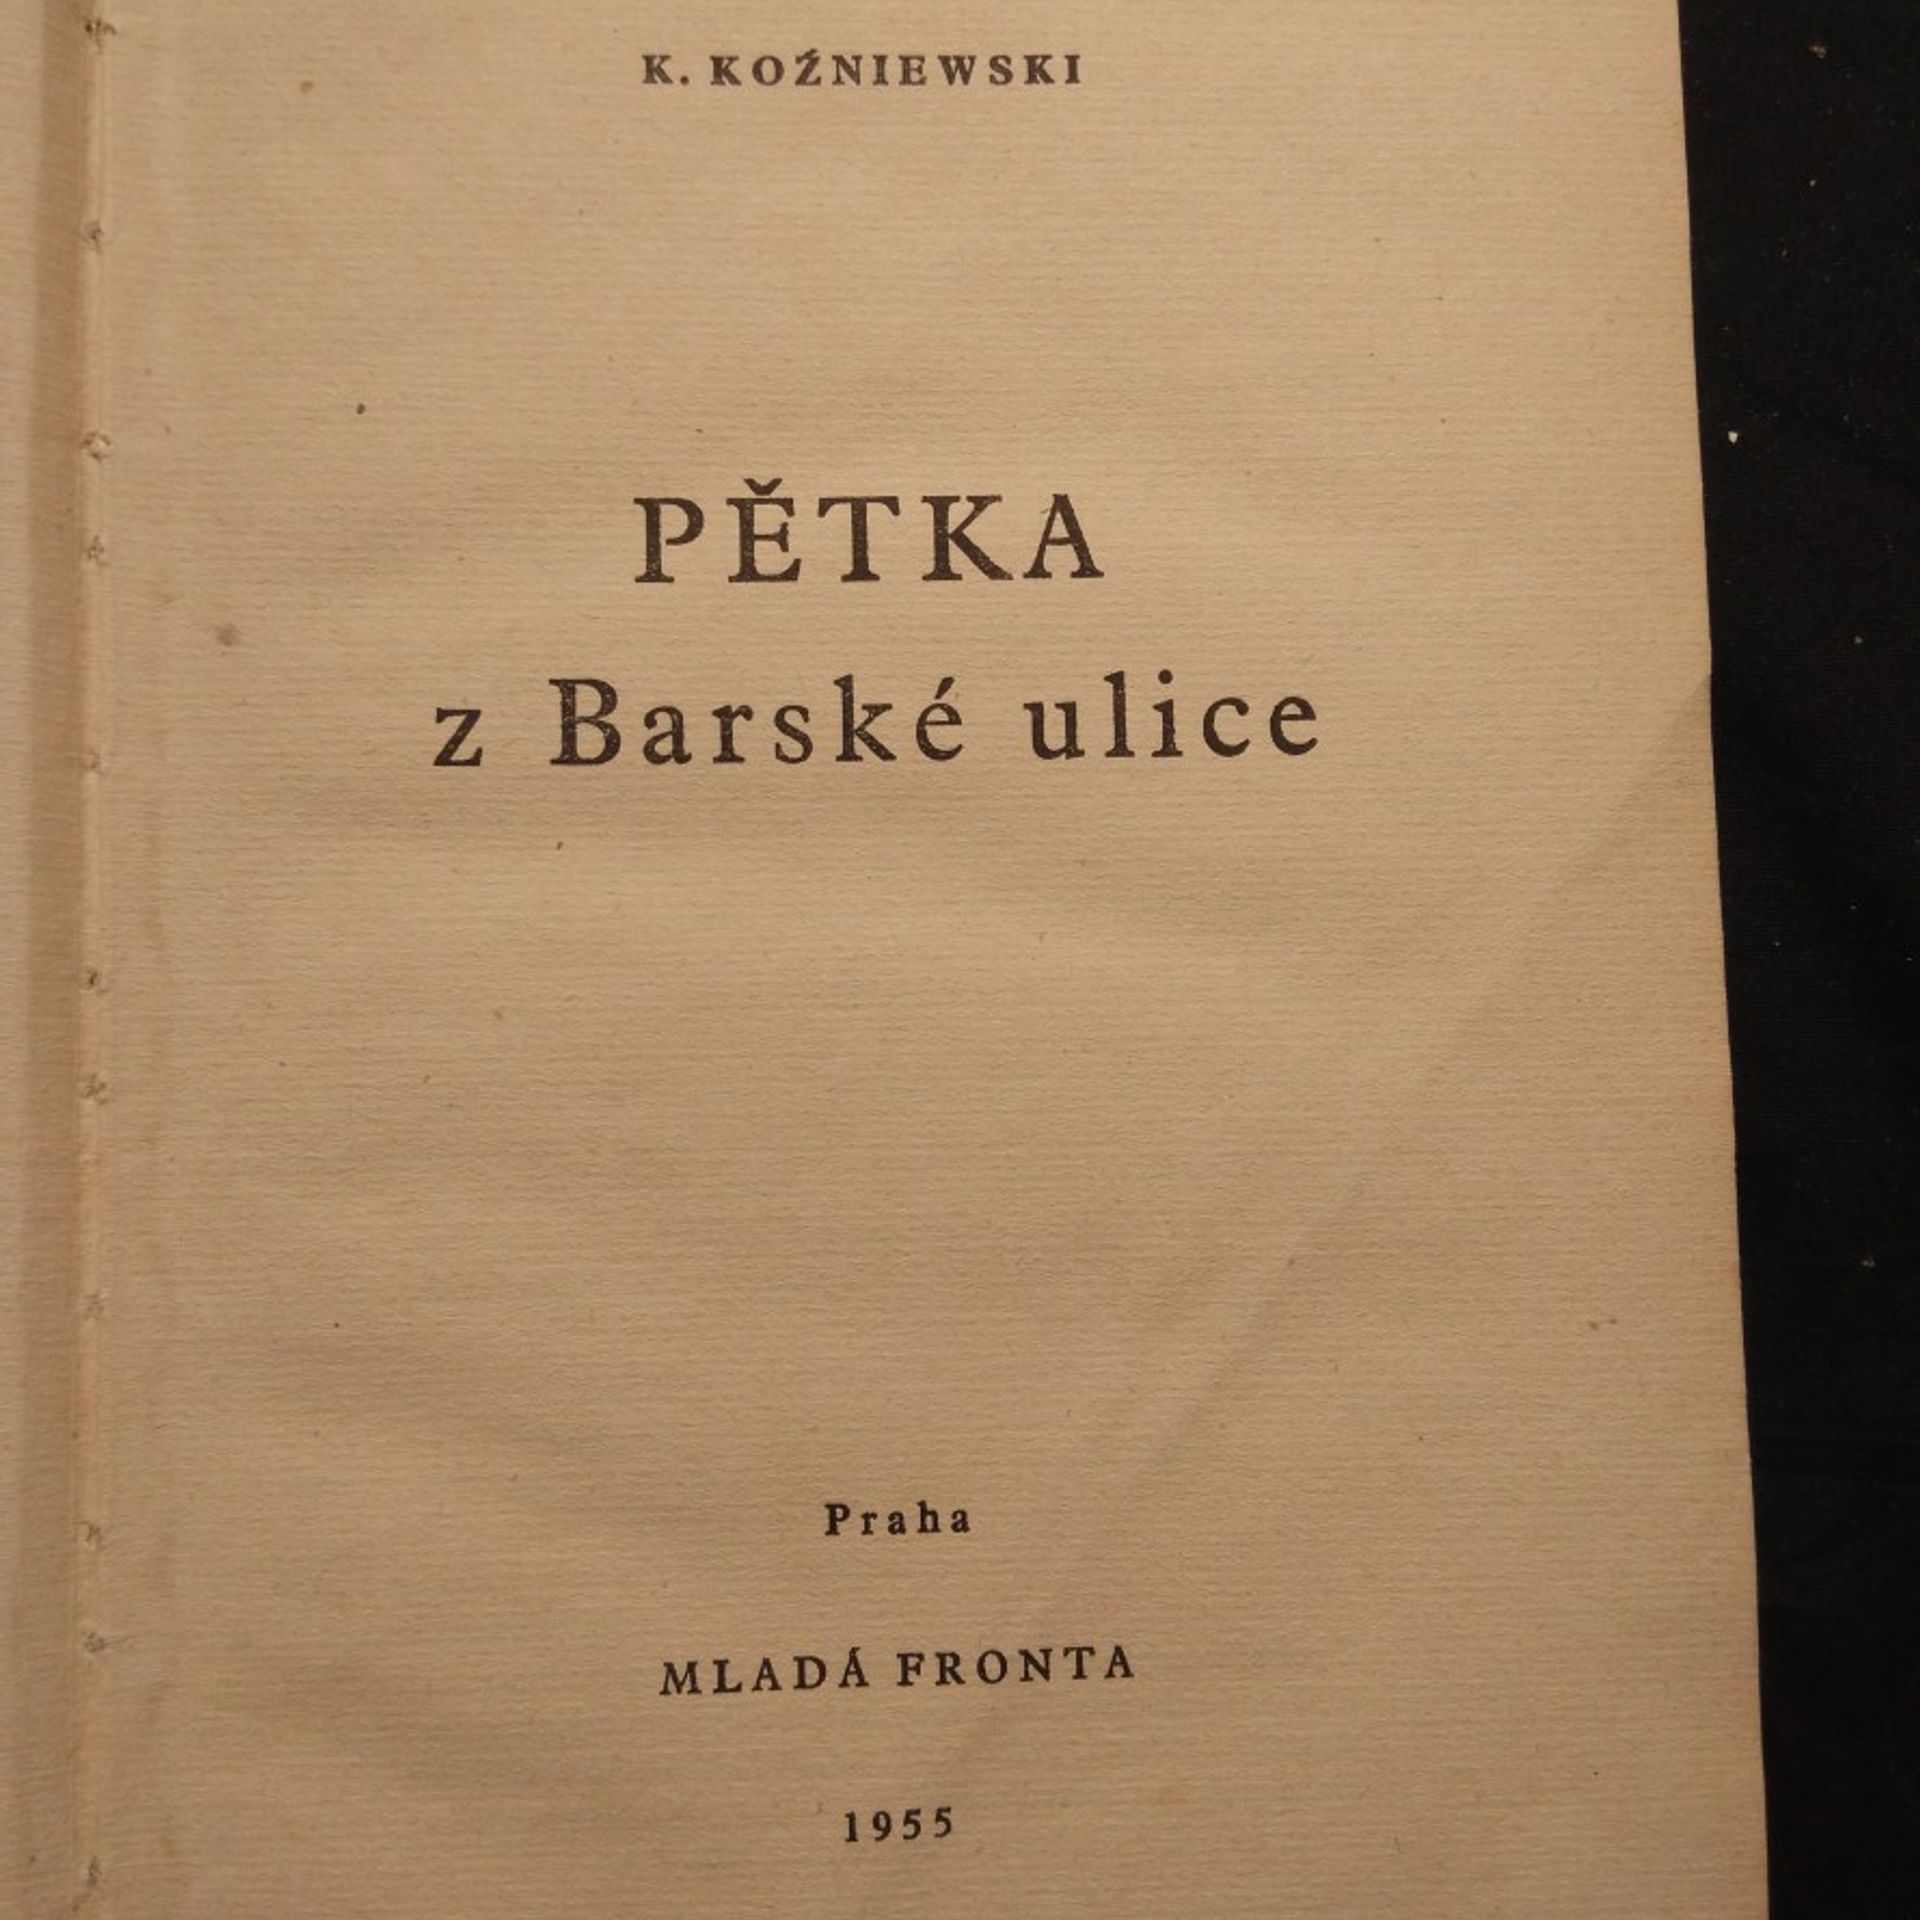 K. KOŹNIEWSKI
PĚTKA
z Barské ulice
Praha
MLADÁ FRONTA
1955